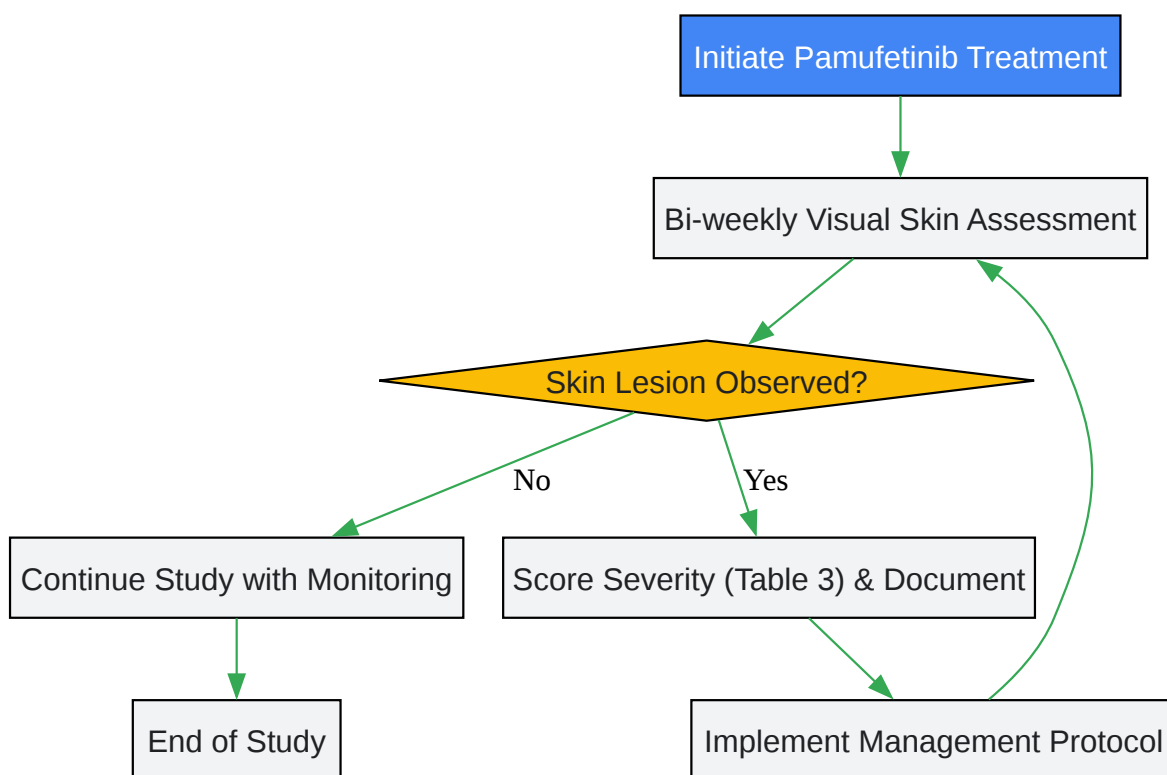 Initiate Pamufetinib Treatment
Bi-weekly Visual Skin Assessment
Skin Lesion Observed?
No
Yes
Continue Study with Monitoring
Score Severity (Table 3) & Document
End of Study
Implement Management Protocol